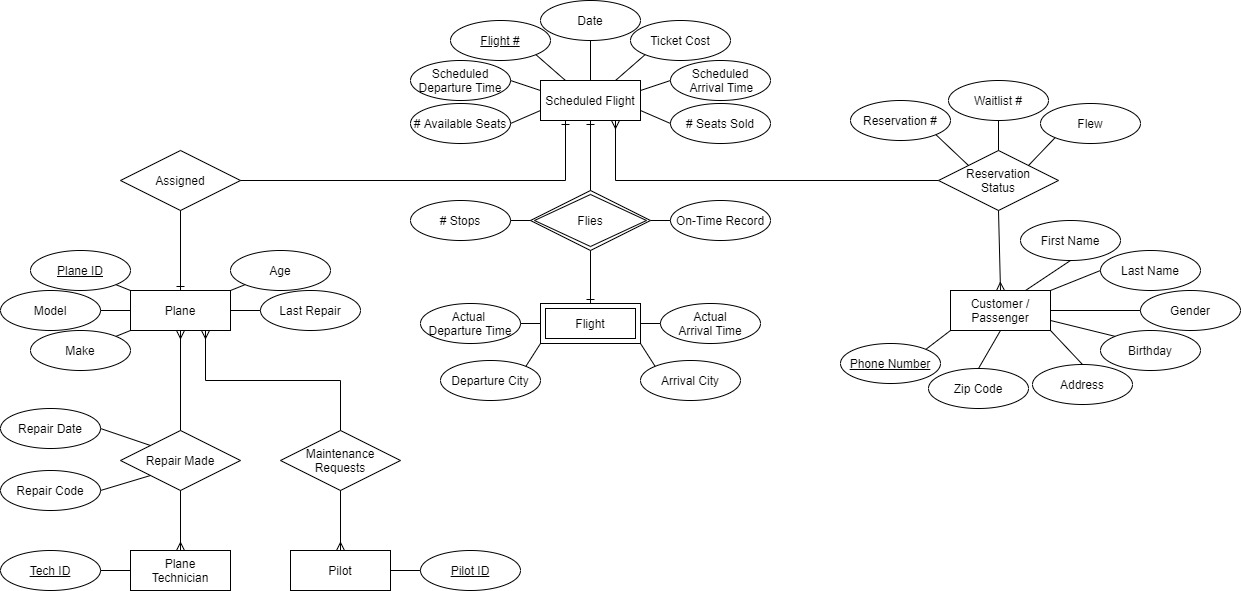 Date
Flight #
Ticket Cost
Scheduled
Departure Time
Scheduled
Arrival Time
Scheduled Flight
# Available Seats
# Seats Sold
Waitlist #
Reservation #
Flew
Assigned
Reservation
Status
# Stops
Flies
On-Time Record
First Name
Plane ID
Age
Last Name
Model
Plane
Last Repair
Customer /
Passenger
Gender
Actual
Departure Time
Flight
Actual
Arrival Time
Make
Birthday
Phone Number
Departure City
Arrival City
Zip Code
Address
Repair Date
Repair Made
Maintenance
Requests
Repair Code
Tech ID
Plane
Technician
Pilot
Pilot ID